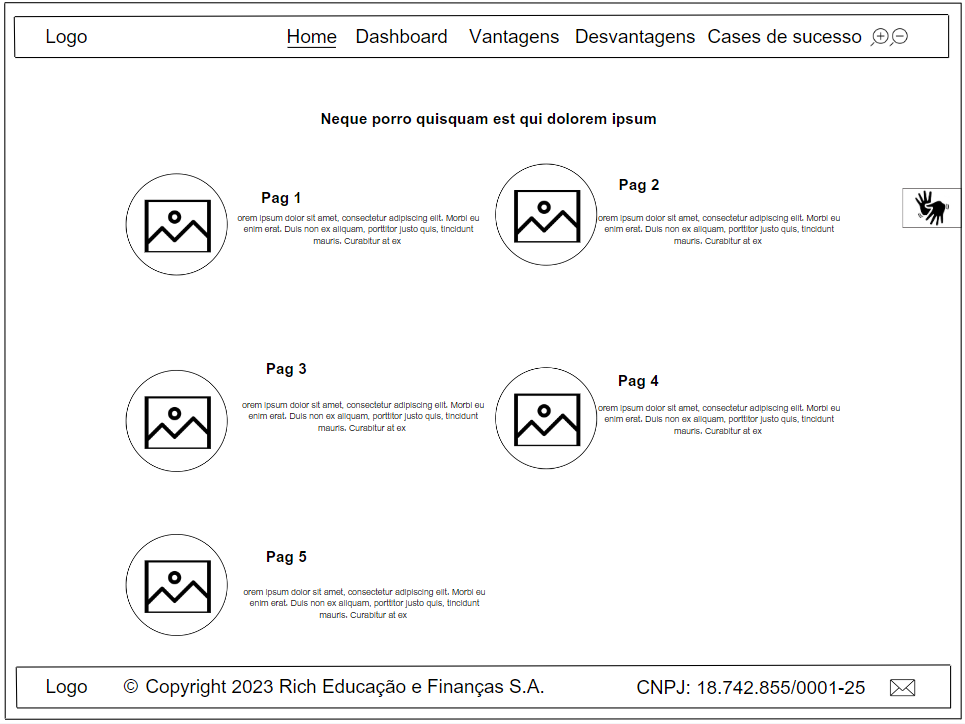 Logo
Home Dashboard Vantagens Desvantagens Cases de sucesso
Neque porro quisquam est qui dolorem ipsum
Pag 1
orem ipsum dolor sit amet, consectetur adipiscing elit. Morbi eu
enim erat. Duis non ex aliquam, porttitor justo quis, tincidunt
mauris. Curabitur at ex
Pag 2
orem ipsum dolor sit amet, consectetur adipiscing elit. Morbi eu
enim erat. Duis non ex aliquam, porttitor justo quis, tincidunt
mauris. Curabitur at ex
Pag 3
orem ipsum dolor sit amet, consectetur adipiscing elit. Morbi eu
enim erat. Duis non ex aliquam, porttitor justo quis, tincidunt
mauris. Curabitur at ex
Pag 4
orem ipsum dolor sit amet, consectetur adipiscing elit. Morbi eu
enim erat. Duis non ex aliquam, porttitor justo quis, tincidunt
mauris. Curabitur at ex
Pag 5
orem ipsum dolor sit amet, consectetur adipiscing elit. Morbi eu
enim erat. Duis non ex aliquam, porttitor justo quis, tincidunt
mauris. Curabitur at ex
Logo
© Copyright 2023 Rich Educação e Finanças S.A.
CNPJ: 18.742.855/0001-25